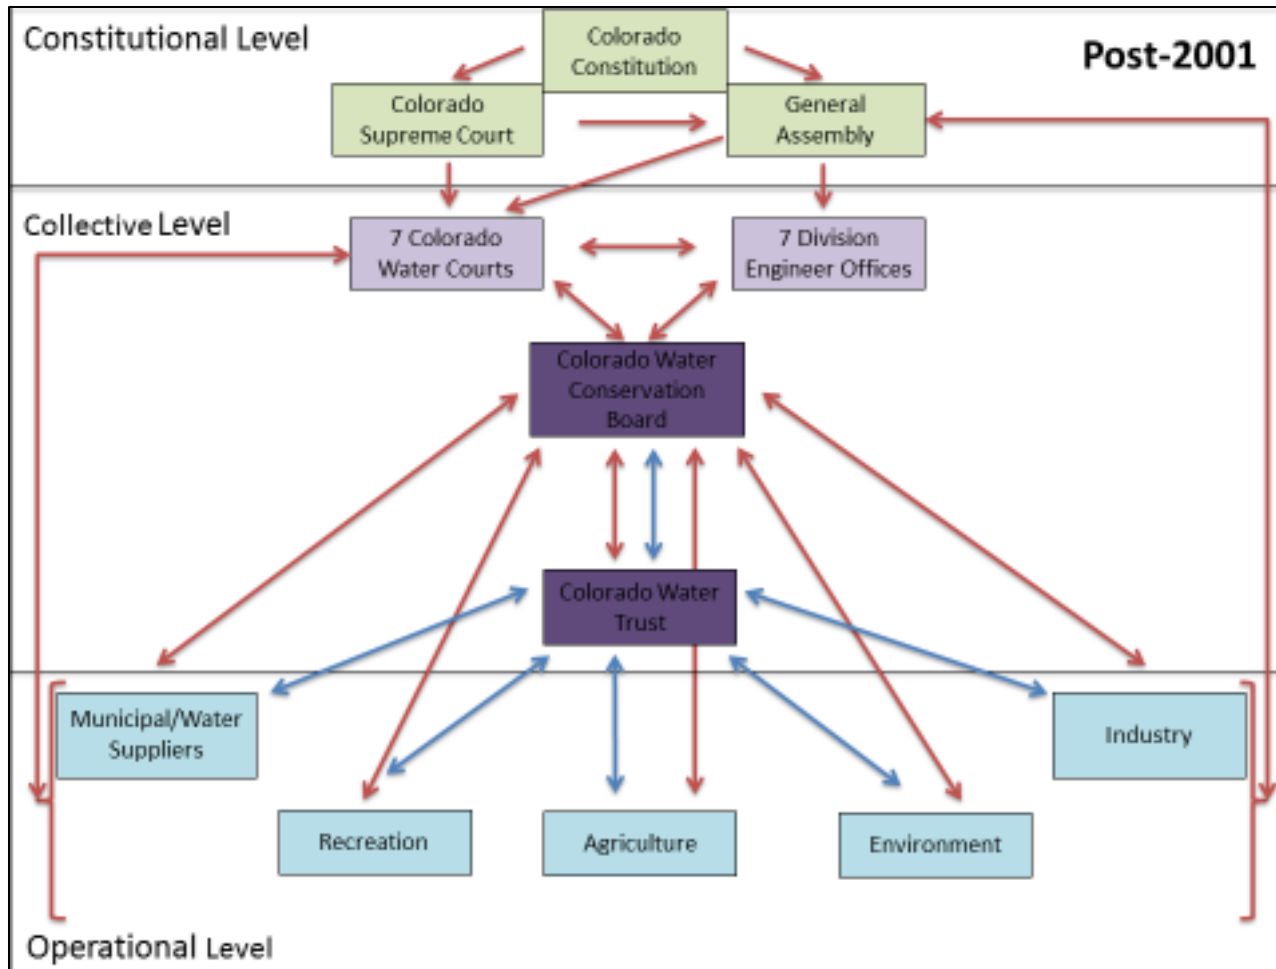 Constitutional Level
Colorado
Constitution
Post-2001
Colorado
Supreme Court
General
Assembly
Collective Level
7 Colorado
Water Courts
7 Division
Engineer Offices
Colorado Water
Conservation
Board
Colorado Water
Trust
Municipal/Water
Suppliers
Industry
Recreation
Agriculture
Environment
Operational Level